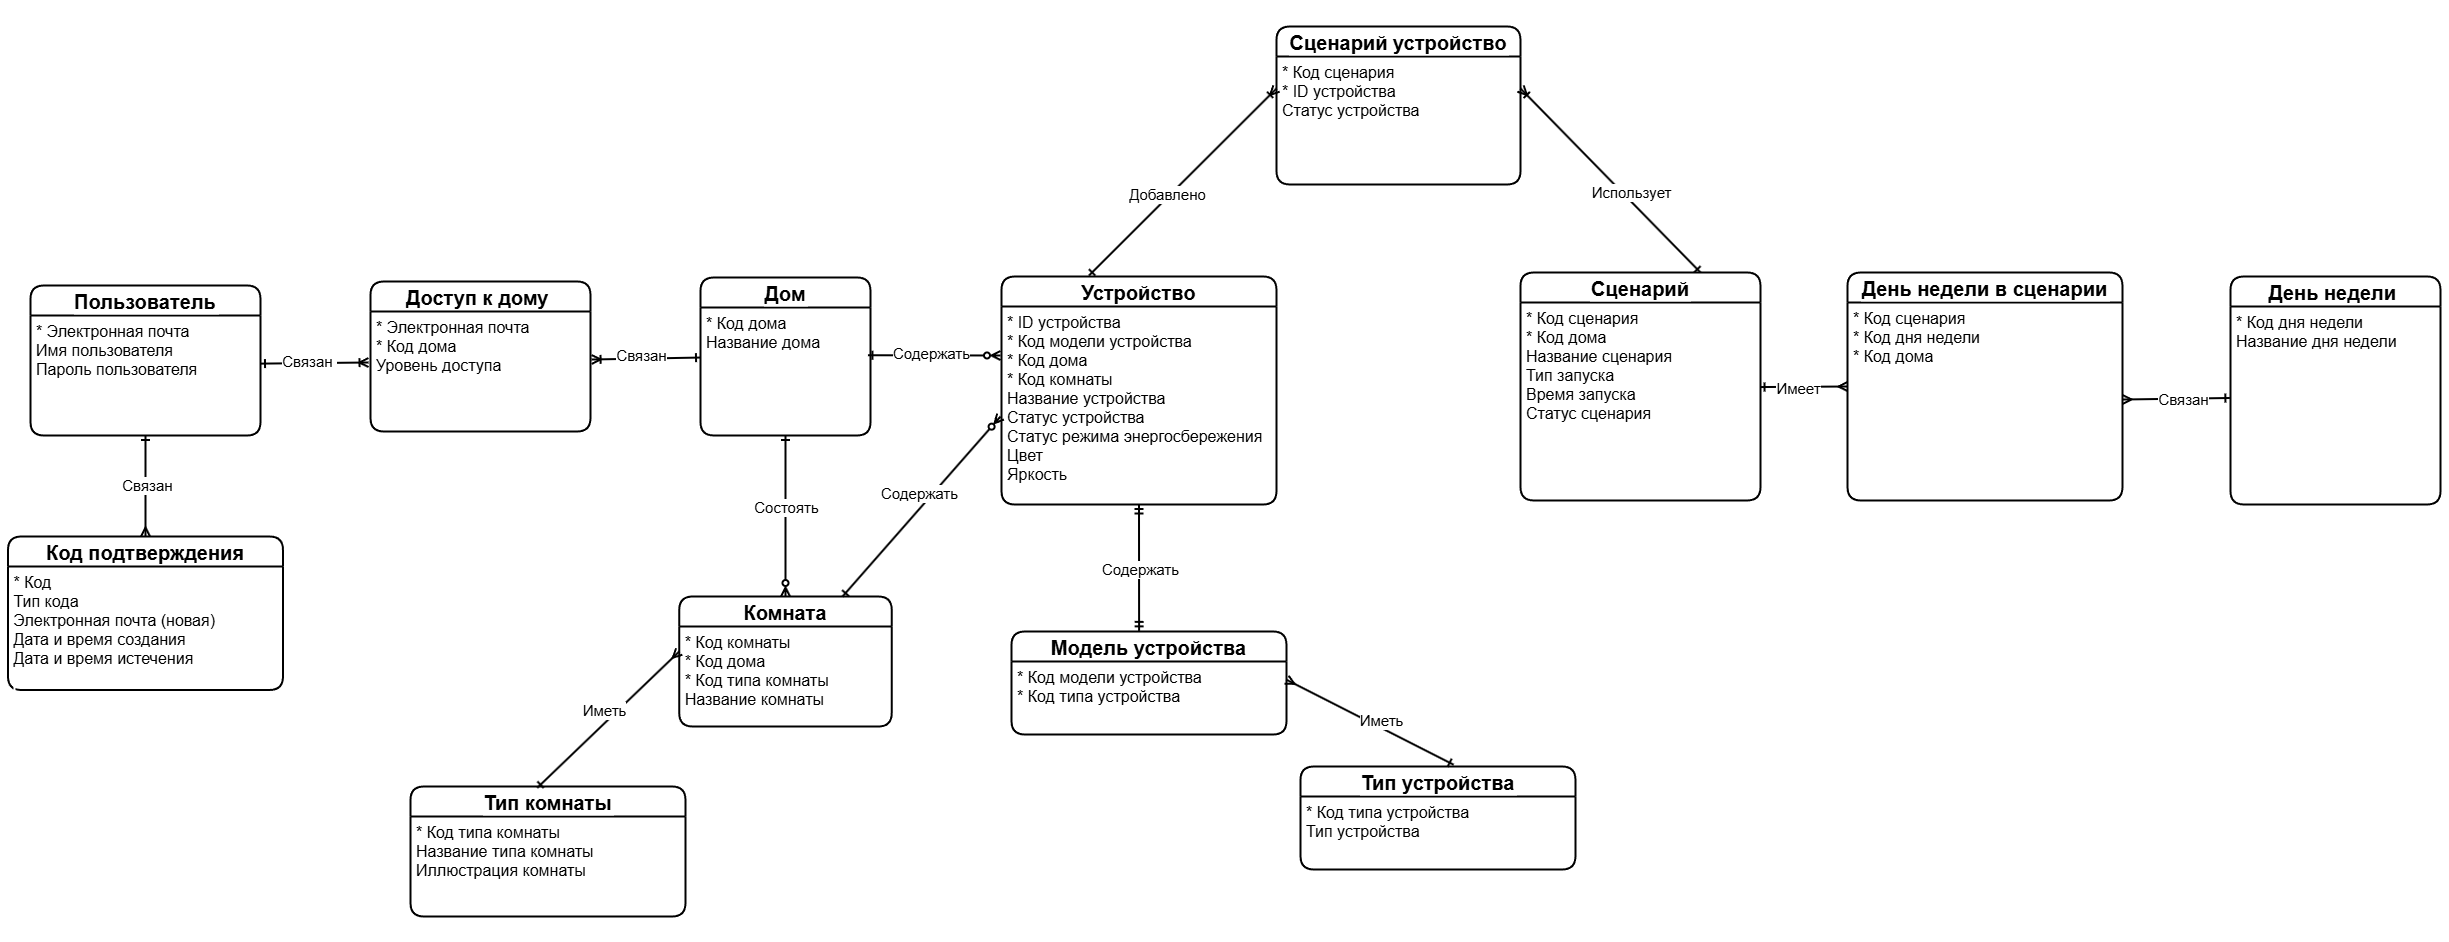 Сценарий устройство
* Код сценария
* ID устройства
Статус устройства
Добавлено
Использует
Пользователь
* Электронная почта
Имя пользователя
Пароль пользователя
Связан
Доступ к дому
* Электронная почта
* Код дома
Уровень доступа
Связан
Дом
* Код дома
Название дома
Содержать
Устройство
* ID устройства
* Код модели устройства
* Код дома
* Код комнаты
Название устройства
Статус устройства
Статус режима энергосбережения
Цвет
Яркость
Сценарий
* Код сценария
* Код дома
Название сценария
Тип запуска
Время запуска
Статус сценария
Имеет
День недели в сценарии
* Код сценария
* Код дня недели
* Код дома
Связан
День недели
* Код дня недели
Название дня недели
Связан
Состоять
Содержать
Содержать
Код подтверждения
* Код
Тип кода
Электронная почта (новая)
Дата и время создания
Дата и время истечения
Комната
* Код комнаты
* Код дома
* Код типа комнаты
Название комнаты
Модель устройства
* Код модели устройства
* Код типа устройства
Иметь
Иметь
Тип комнаты
* Код типа комнаты
Название типа комнаты
Иллюстрация комнаты
Тип устройства
* Код типа устройства
Тип устройства